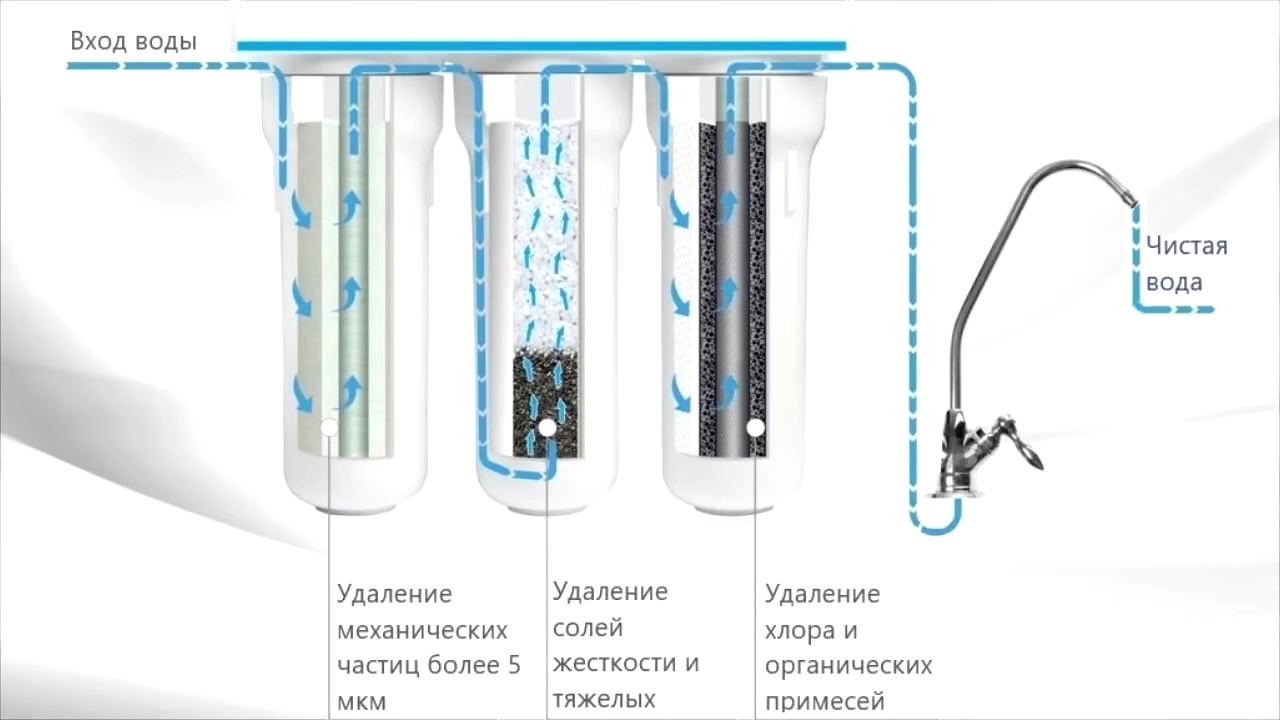 Вход воды
Чистая
вода
Удаление
механических
частиц более 5
мкм
Удаление
солей
жесткости и
тяжелых
Удаление
хлора и
органических
примесей